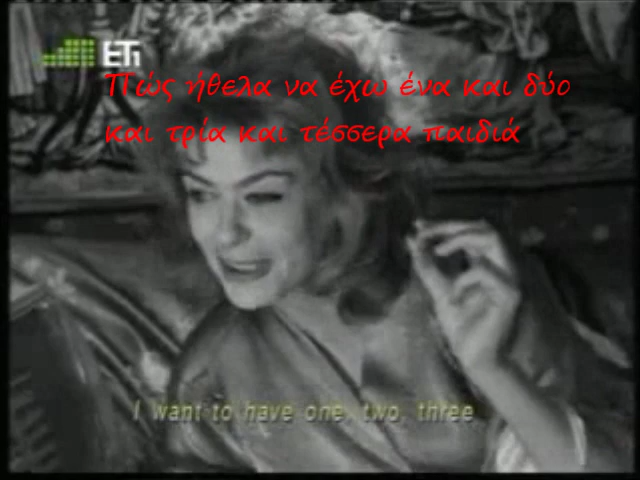 ET1
Πώς ήθελα να έχω ένα και δύο
και τρία και τέσσερα παιδιά
I want to have one, two, three